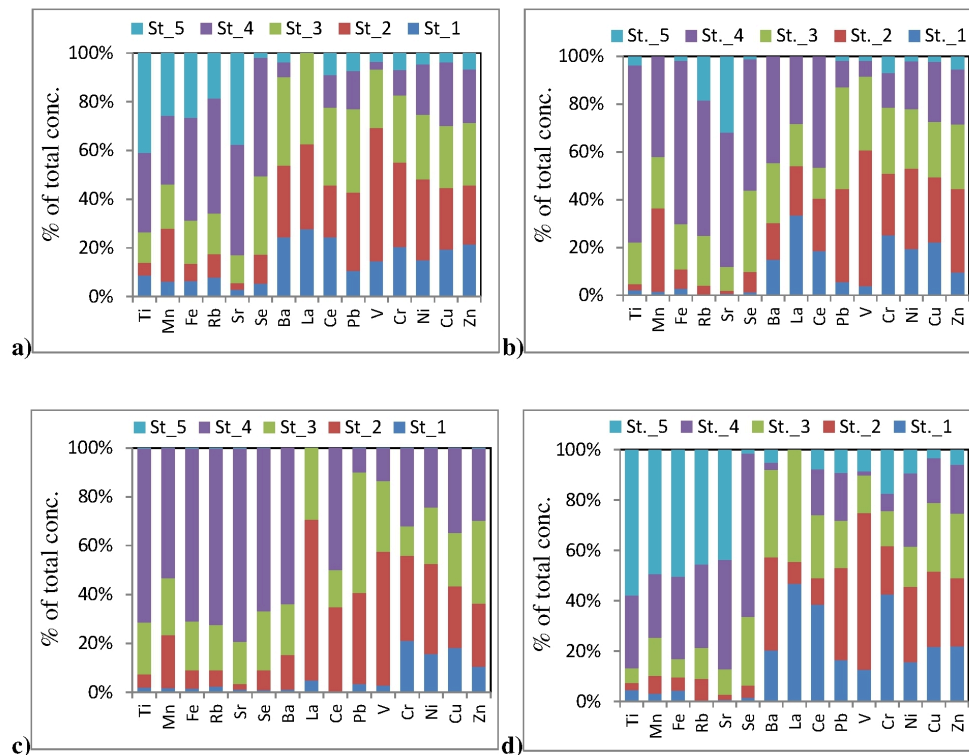 St_5 St_4 St_3 St_2 St_1
100%
80%
60%
40%
20%
0%
% of total conc.
Ti Mn Fe Rb Sr Se Ba La Ce Pb V Cr Ni Cu Zn
a)
St._5 St._4 St._3 St._2 St._1
100%
80%
60%
40%
20%
0%
% of total conc.
Ti Mn Fe Rb Sr Se Ba La Ce Pb V Cr Ni Cu Zn
b)
St_5 St_4 St_3 St_2 St_1
100%
80%
60%
40%
20%
0%
% of total conc.
Ti Mn Fe Rb Sr Se Ba La Ce Pb V Cr Ni Cu Zn
c)
St._5 St._4 St._3 St._2 St._1
100%
80%
60%
40%
20%
0%
% of total conc.
Ti Mn Fe Rb Sr Se Ba La Ce Pb V Cr Ni Cu Zn
d)